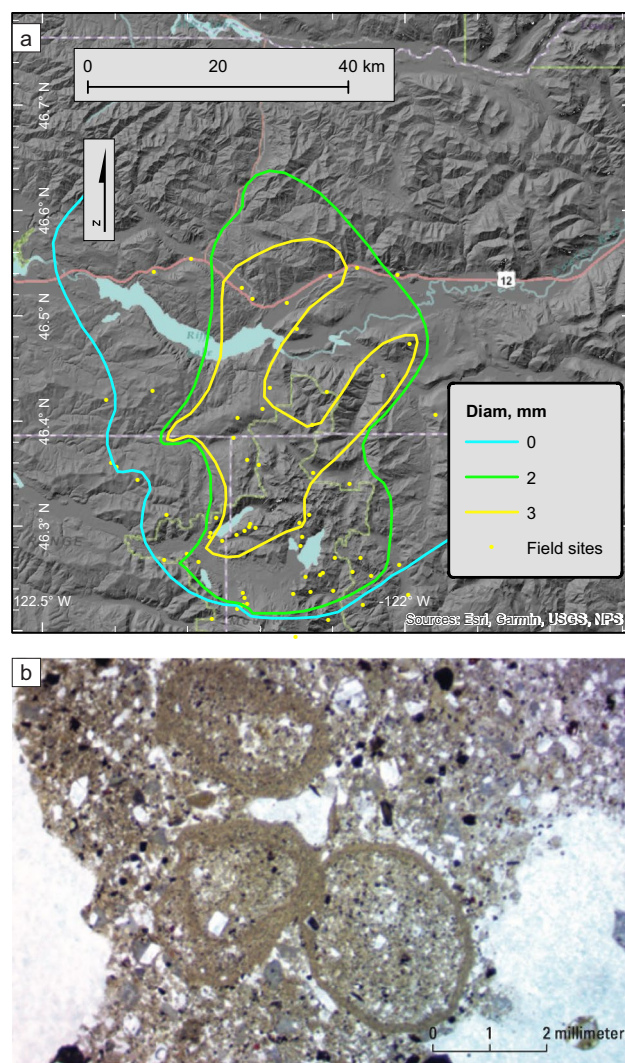 a
0 20 40 km
46.7° N
N
46.6° N
46.5° N
12
46.4° N
Diam, mm
0
2
3
Field sites
46.3° N
122.5° W
-122° W
Sources: Esri, Garmin, USGS, NPS
b
0 1 2 millimeter